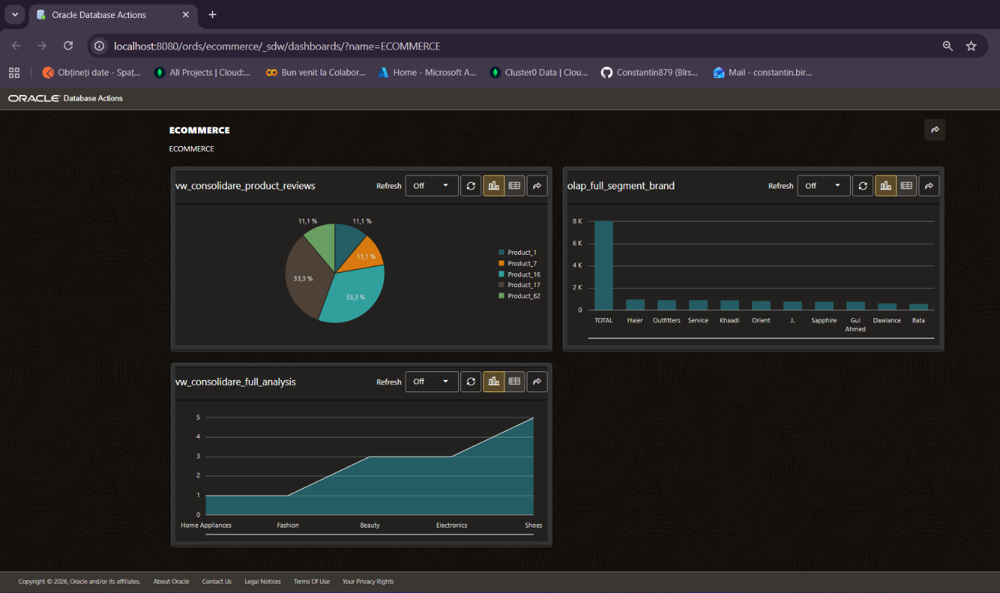 Oracle Database Actions
localhost:8080/ords/ecommerce/_sdw/dashboards/?name=ECOMMERCE
Obțineți date - Spaț...
All Projects | Cloud:...
Bun venit la Colabor...
Home - Microsoft A...
Cluster0 Data | Clou...
Constantin879 (Birs...
Mail - constantin.bir...
ORACLE Database Actions
ECOMMERCE
ECOMMERCE
vw_consolidare_product_reviews
Refresh
Off
11,1 %
11,1 %
11,1 %
33,3 %
33,3 %
Product_1
Product_7
Product_16
Product_17
Product_62
olap_full_segment_brand
Refresh
Off
8 K
6 K
4 K
2 K
0
TOTAL
Haier
Outfitters
Service
Khaadi
Orient
J.
Sapphire
Gul
Ahmed
Dawlance
Bata
vw_consolidare_full_analysis
Refresh
Off
5
4
3
2
1
0
Home Appliances
Fashion
Beauty
Electronics
Shoes
Copyright © 2026, Oracle and/or its affiliates.
About Oracle
Contact Us
Legal Notices
Terms Of Use
Your Privacy Rights